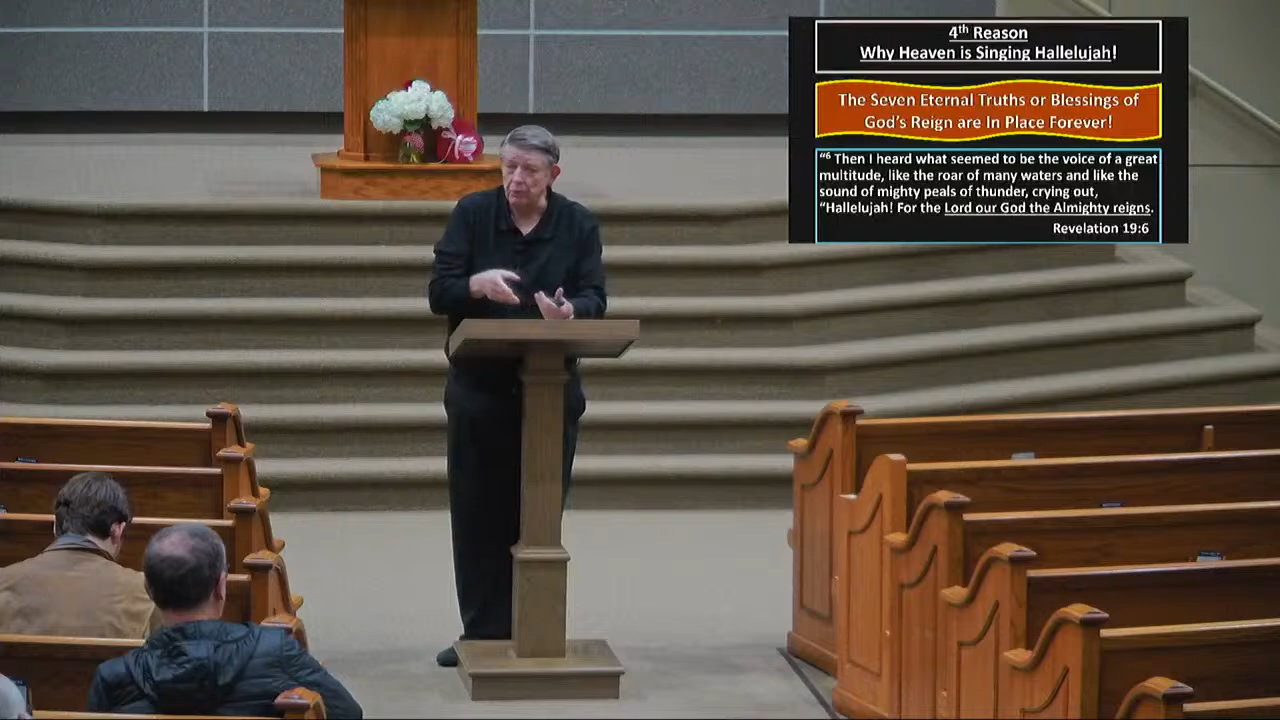 4th Reason
Why Heaven is Singing Hallelujah!
The Seven Eternal Truths or Blessings of
God's Reign are In Place Forever!
“6 Then I heard what seemed to be the voice of a great
multitude, like the roar of many waters and like the
sound of mighty peals of thunder, crying out,
“Hallelujah! For the Lord our God the Almighty reigns.
Revelation 19:6